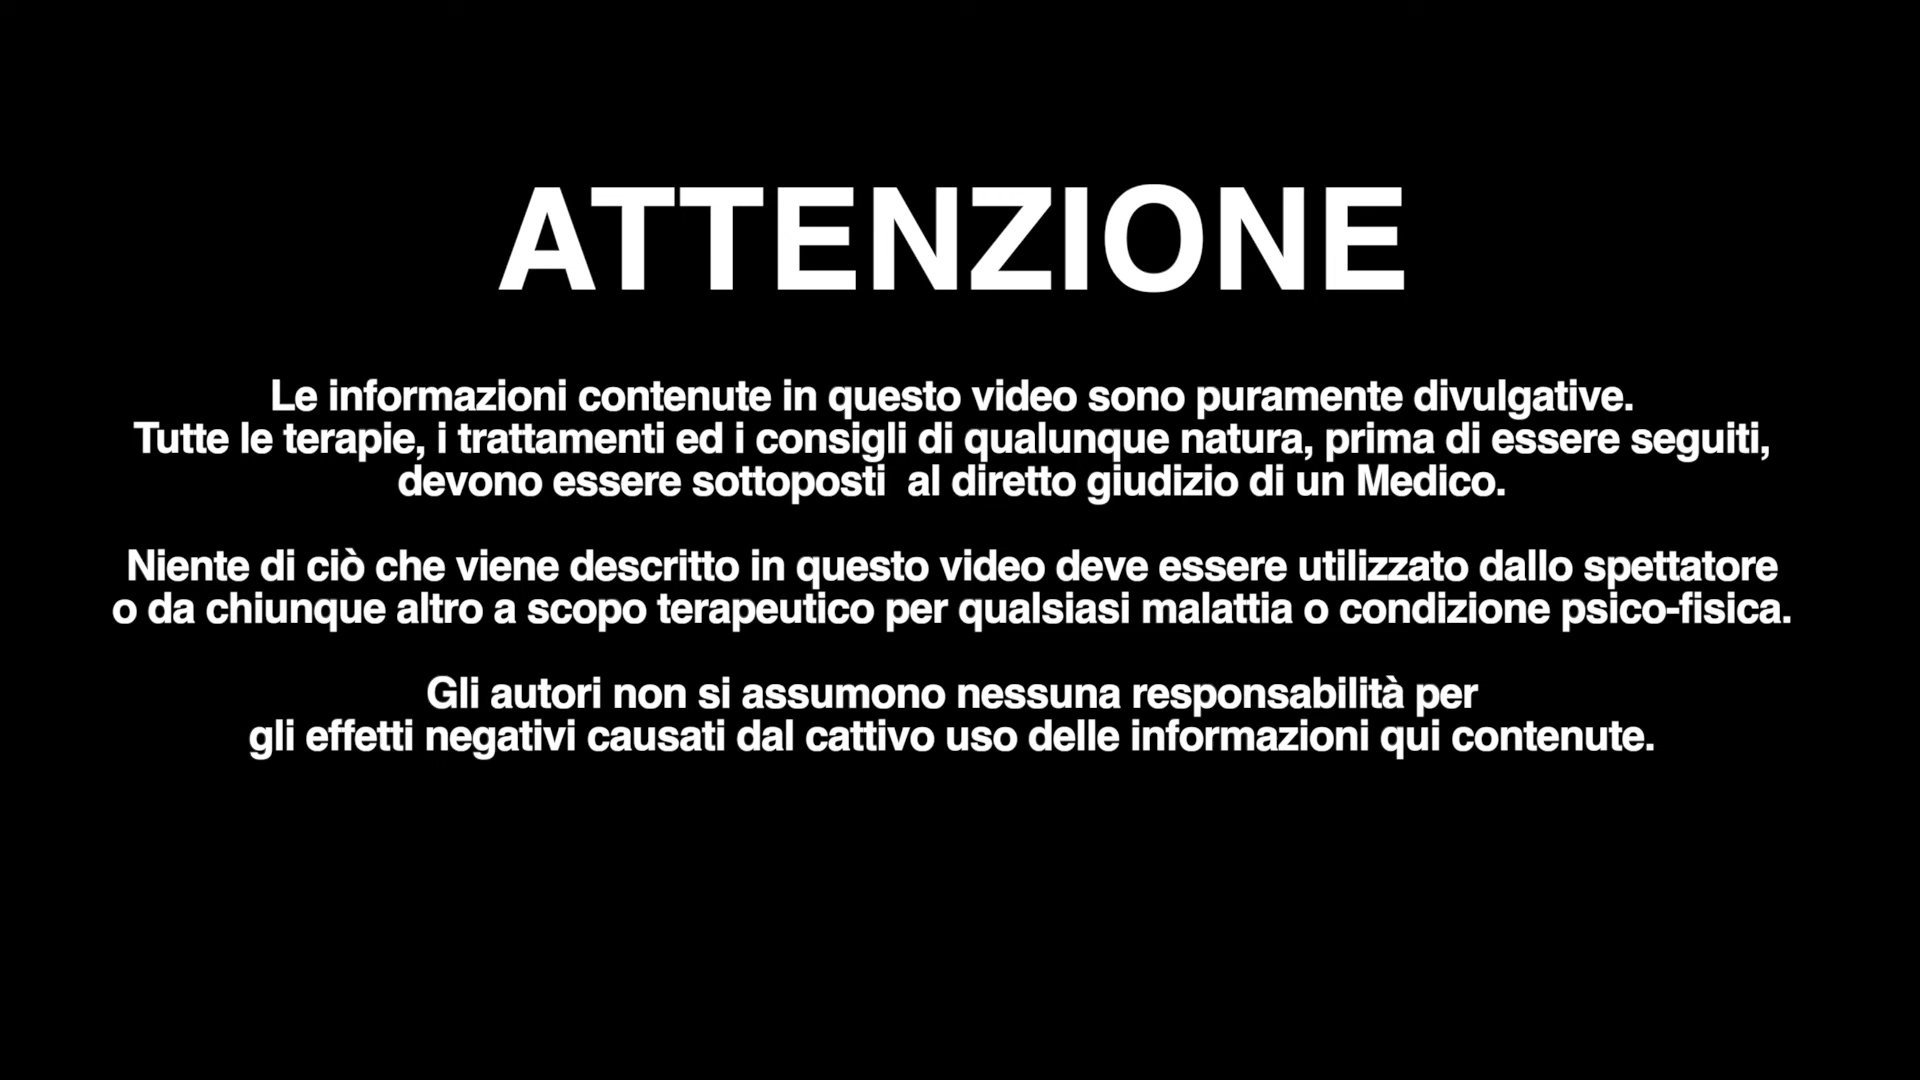 ATTENZIONE
Le informazioni contenute in questo video sono puramente divulgative.
Tutte le terapie, i trattamenti ed i consigli di qualunque natura, prima di essere seguiti,
devono essere sottoposti  al diretto giudizio di un Medico.
Niente di ciò che viene descritto in questo video deve essere utilizzato dallo spettatore
o da chiunque altro a scopo terapeutico per qualsiasi malattia o condizione psico-fisica.
Gli autori non si assumono nessuna responsabilità per
gli effetti negativi causati dal cattivo uso delle informazioni qui contenute.